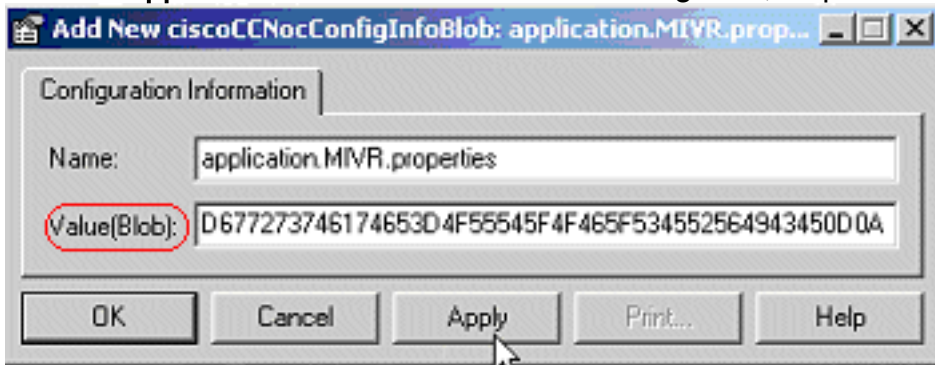 Add New ciscoCCNocConfigInfoBlob: application.MIVR.prop...
Configuration Information
Name: application.MIVR.properties
Value(Blob): D677273746174653D4F55545F4F465F534552564943450D0A
OK Cancel Apply Print... Help